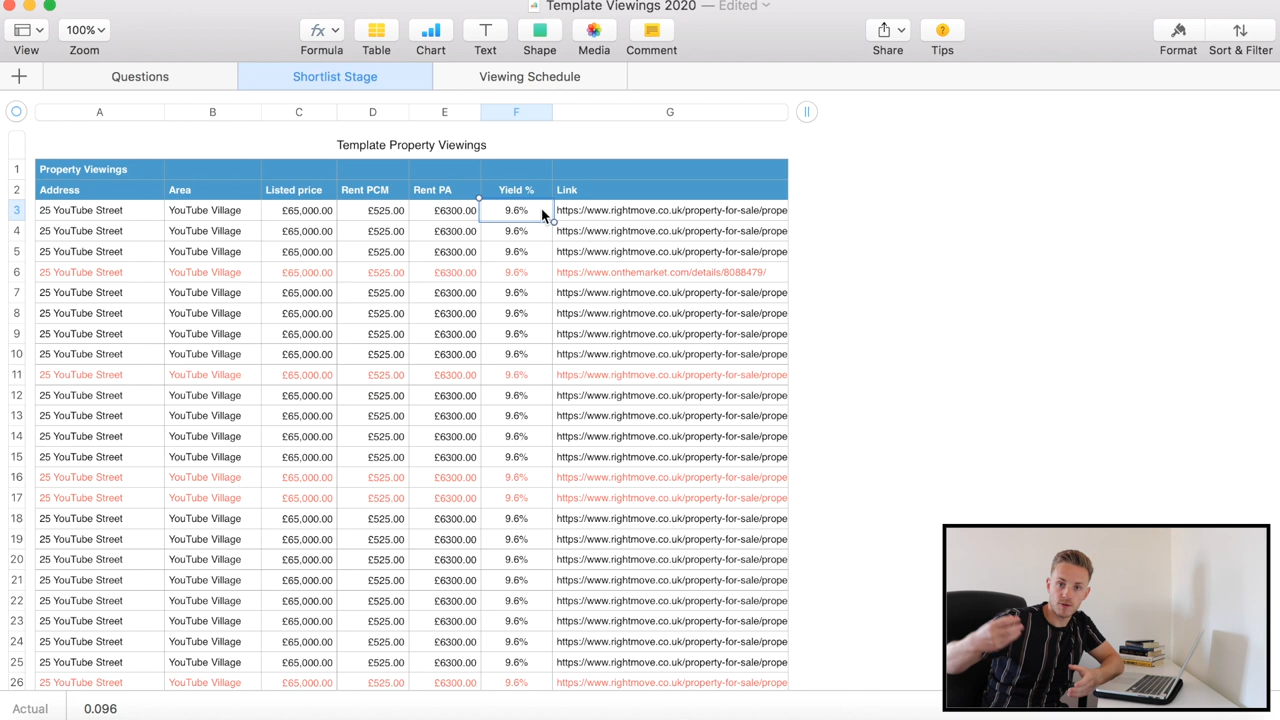 Template Viewings 2020 — Edited
100%
View Zoom Formula Table Chart Text Shape Media Comment Share Tips Format Sort & Filter
Questions Shortlist Stage Viewing Schedule
A B C D E F G
Template Property Viewings
1 Property Viewings
2 Address Area Listed price Rent PCM Rent PA Yield % Link
3 25 YouTube Street YouTube Village £65,000.00 £525.00 £6300.00 9.6% https://www.rightmove.co.uk/property-for-sale/prope
4 25 YouTube Street YouTube Village £65,000.00 £525.00 £6300.00 9.6% https://www.rightmove.co.uk/property-for-sale/prope
5 25 YouTube Street YouTube Village £65,000.00 £525.00 £6300.00 9.6% https://www.rightmove.co.uk/property-for-sale/prope
6 25 YouTube Street YouTube Village £65,000.00 £525.00 £6300.00 9.6% https://www.onthemarket.com/details/8088479/
7 25 YouTube Street YouTube Village £65,000.00 £525.00 £6300.00 9.6% https://www.rightmove.co.uk/property-for-sale/prope
8 25 YouTube Street YouTube Village £65,000.00 £525.00 £6300.00 9.6% https://www.rightmove.co.uk/property-for-sale/prope
9 25 YouTube Street YouTube Village £65,000.00 £525.00 £6300.00 9.6% https://www.rightmove.co.uk/property-for-sale/prope
10 25 YouTube Street YouTube Village £65,000.00 £525.00 £6300.00 9.6% https://www.rightmove.co.uk/property-for-sale/prope
11 25 YouTube Street YouTube Village £65,000.00 £525.00 £6300.00 9.6% https://www.rightmove.co.uk/property-for-sale/prope
12 25 YouTube Street YouTube Village £65,000.00 £525.00 £6300.00 9.6% https://www.rightmove.co.uk/property-for-sale/prope
13 25 YouTube Street YouTube Village £65,000.00 £525.00 £6300.00 9.6% https://www.rightmove.co.uk/property-for-sale/prope
14 25 YouTube Street YouTube Village £65,000.00 £525.00 £6300.00 9.6% https://www.rightmove.co.uk/property-for-sale/prope
15 25 YouTube Street YouTube Village £65,000.00 £525.00 £6300.00 9.6% https://www.rightmove.co.uk/property-for-sale/prope
16 25 YouTube Street YouTube Village £65,000.00 £525.00 £6300.00 9.6% https://www.rightmove.co.uk/property-for-sale/prope
17 25 YouTube Street YouTube Village £65,000.00 £525.00 £6300.00 9.6% https://www.rightmove.co.uk/property-for-sale/prope
18 25 YouTube Street YouTube Village £65,000.00 £525.00 £6300.00 9.6% https://www.rightmove.co.uk/property-for-sale/prope
19 25 YouTube Street YouTube Village £65,000.00 £525.00 £6300.00 9.6% https://www.rightmove.co.uk/property-for-sale/prope
20 25 YouTube Street YouTube Village £65,000.00 £525.00 £6300.00 9.6% https://www.rightmove.co.uk/property-for-sale/prope
21 25 YouTube Street YouTube Village £65,000.00 £525.00 £6300.00 9.6% https://www.rightmove.co.uk/property-for-sale/prope
22 25 YouTube Street YouTube Village £65,000.00 £525.00 £6300.00 9.6% https://www.rightmove.co.uk/property-for-sale/prope
23 25 YouTube Street YouTube Village £65,000.00 £525.00 £6300.00 9.6% https://www.rightmove.co.uk/property-for-sale/prope
24 25 YouTube Street YouTube Village £65,000.00 £525.00 £6300.00 9.6% https://www.rightmove.co.uk/property-for-sale/prope
25 25 YouTube Street YouTube Village £65,000.00 £525.00 £6300.00 9.6% https://www.rightmove.co.uk/property-for-sale/prope
26 25 YouTube Street YouTube Village £65,000.00 £525.00 £6300.00 9.6% https://www.rightmove.co.uk/property-for-sale/prope
Actual 0.096